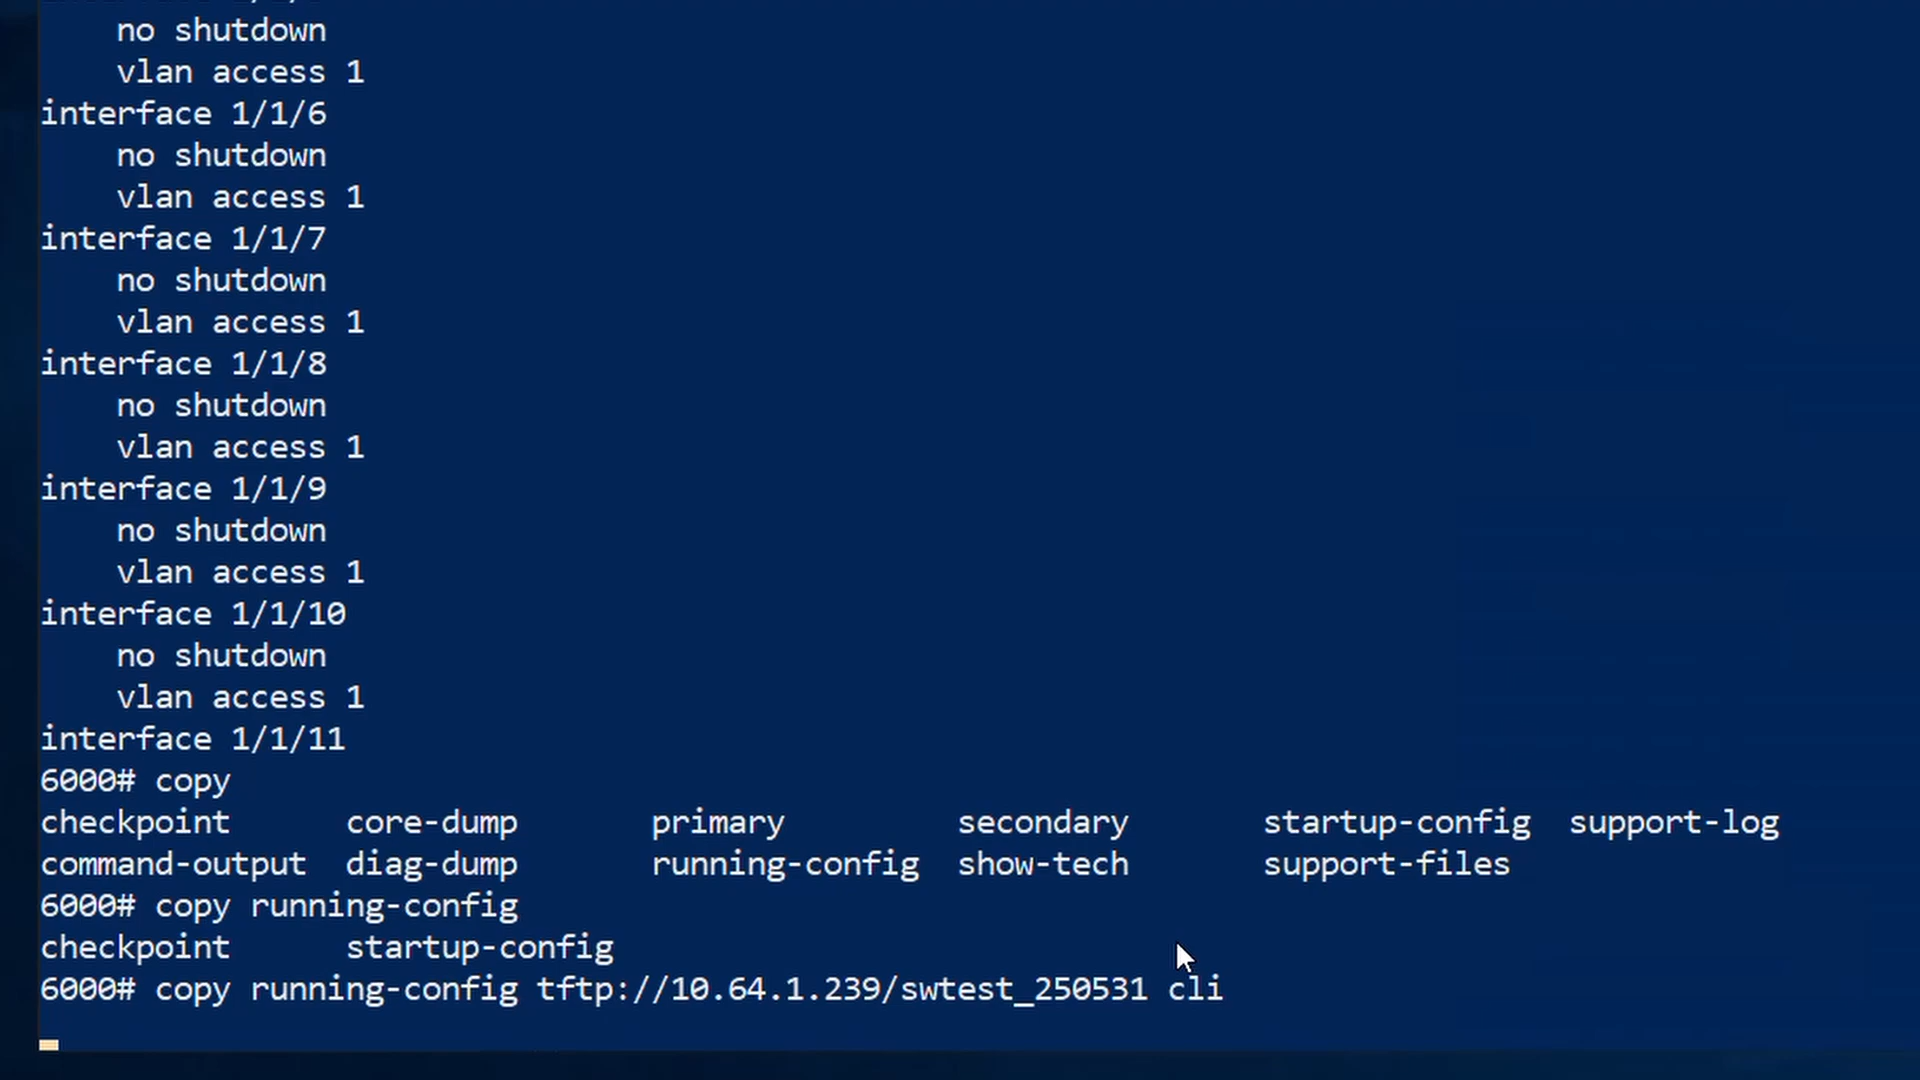 no shutdown
vlan access 1
interface 1/1/6
no shutdown
vlan access 1
interface 1/1/7
no shutdown
vlan access 1
interface 1/1/8
no shutdown
vlan access 1
interface 1/1/9
no shutdown
vlan access 1
interface 1/1/10
no shutdown
vlan access 1
interface 1/1/11
6000# copy
checkpoint core-dump primary secondary startup-config support-log
command-output diag-dump running-config show-tech support-files
6000# copy running-config
checkpoint startup-config
6000# copy running-config tftp://10.64.1.239/swtest_250531 cli